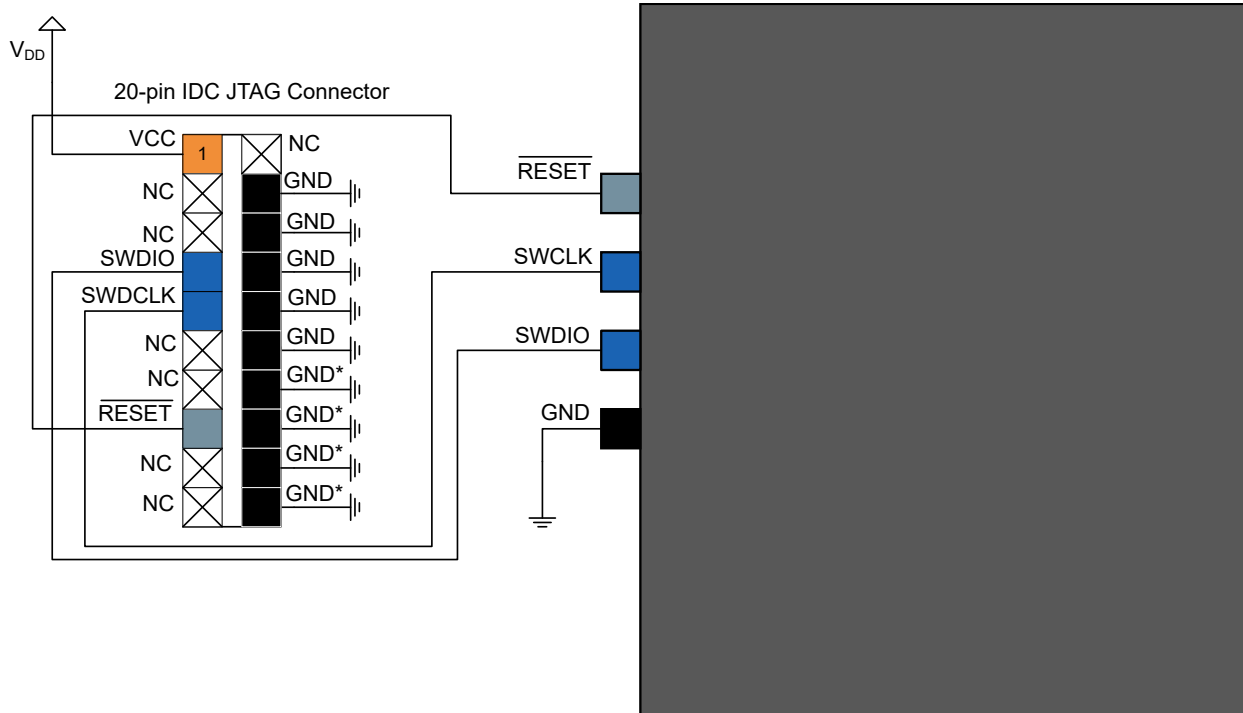 V_DD
20-pin IDC JTAG Connector
VCC
1
NC
NC
GND
NC
GND
SWDIO
GND
SWDCLK
GND
NC
GND
NC
GND*
RESET
GND*
NC
GND*
NC
GND*
RESET
SWCLK
SWDIO
GND